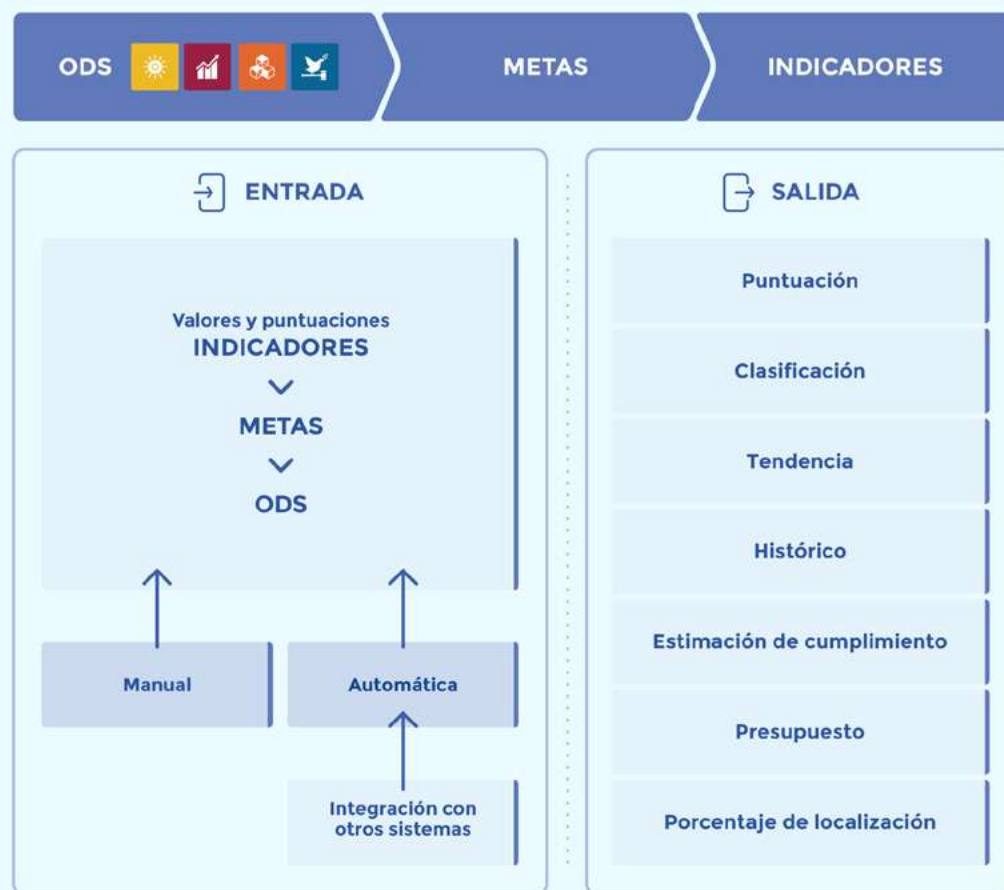 ODS
METAS
INDICADORES
ENTRADA
Valores y puntuaciones
INDICADORES
METAS
ODS
Manual
Automática
Integración con
otros sistemas
SALIDA
Puntuación
Clasificación
Tendencia
Histórico
Estimación de cumplimiento
Presupuesto
Porcentaje de localización